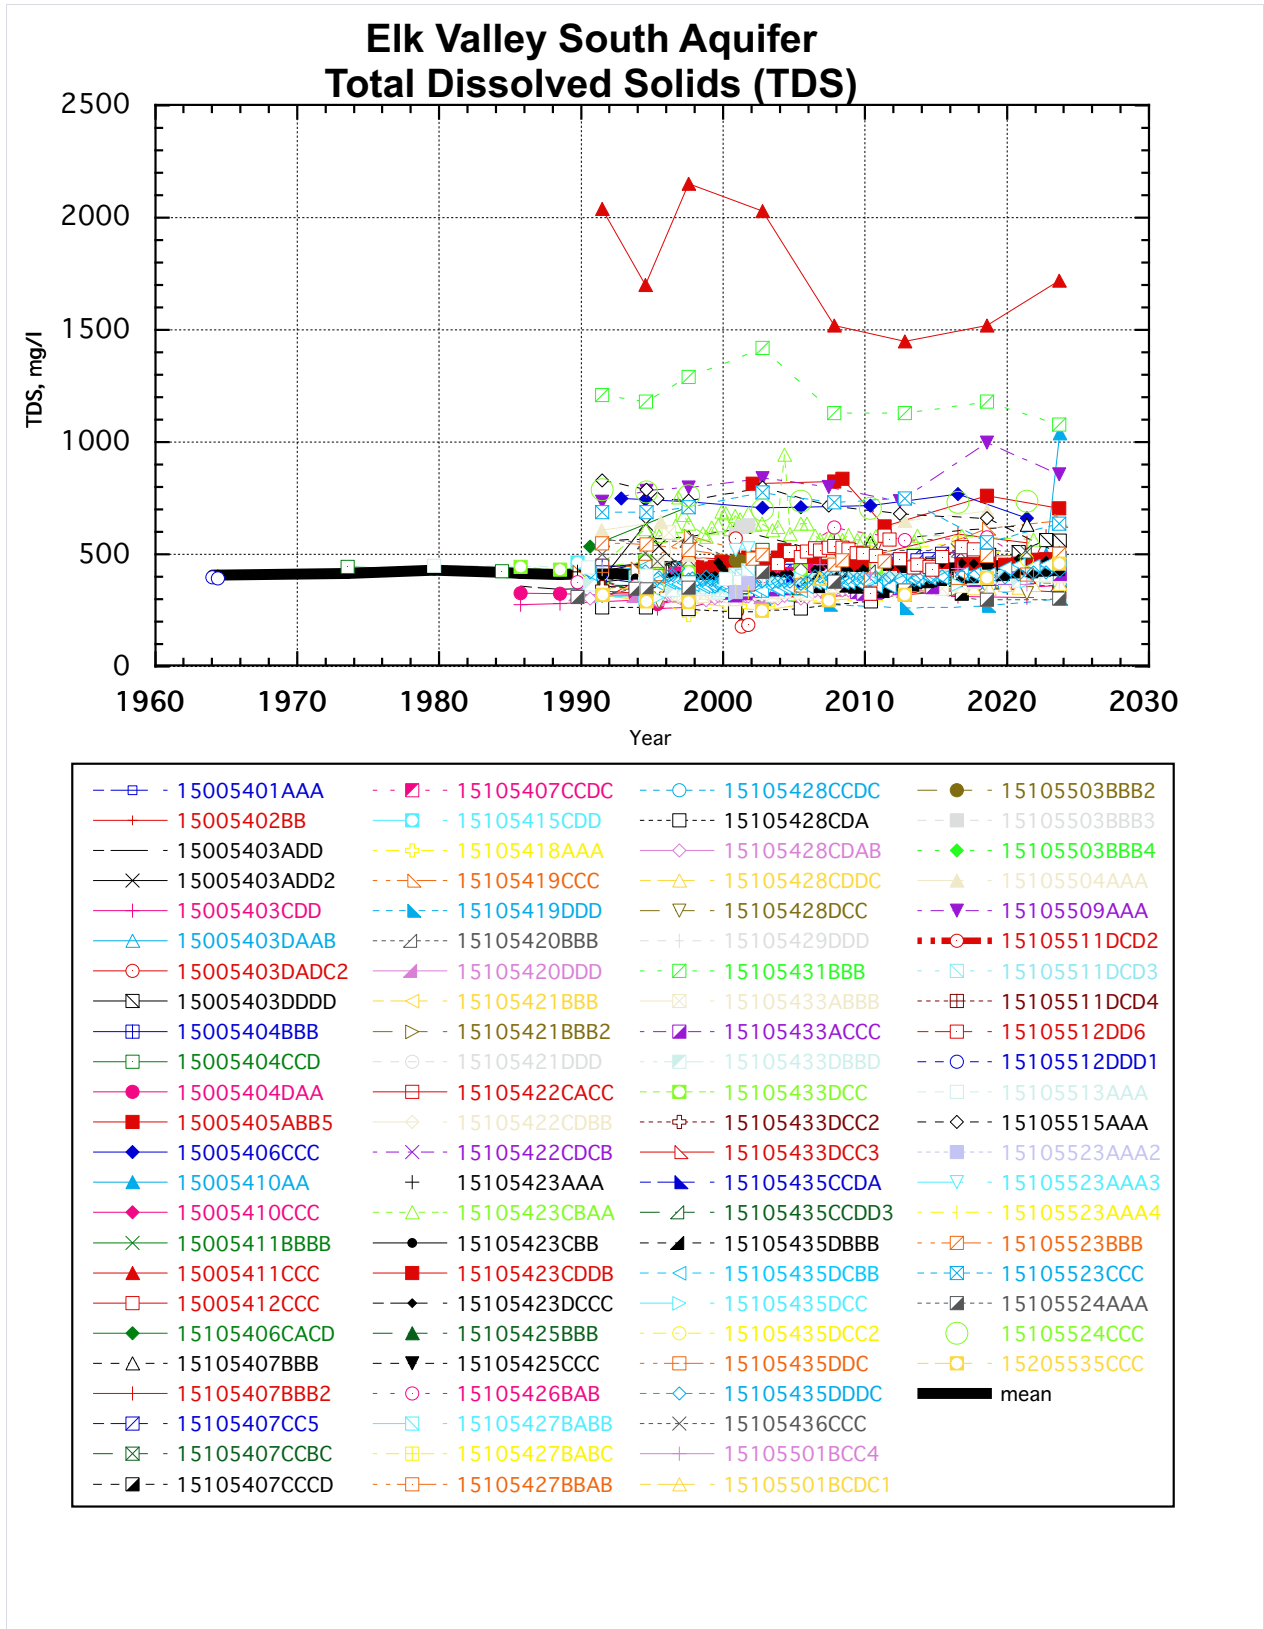 Elk Valley South Aquifer
Total Dissolved Solids (TDS)
2500
2000
1500
1000
500
0
TDS, mg/l
1960 1970 1980 1990 2000 2010 2020 2030
Year
15005401AAA
15005402BB
15005403ADD
15005403ADD2
15005403CDD
15005403DAAB
15005403DADC2
15005403DDDD
15005404BBB
15005404CCD
15005404DAA
15005405ABB5
15005406CCC
15005410AA
15005410CCC
15005411BBBB
15005411CCC
15005412CCC
15105406CACD
15105407BBB
15105407BBB2
15105407CC5
15105407CCBC
15105407CCCD
15105407CCDC
15105415CDD
15105418AAA
15105419CCC
15105419DDD
15105420BBB
15105420DDD
15105421BBB
15105421BBB2
15105421DDD
15105422CACC
15105422CDBB
15105422CDCB
15105423AAA
15105423CBAA
15105423CBB
15105423CDDB
15105423DCCC
15105425BBB
15105425CCC
15105426BAB
15105427BABB
15105427BABC
15105427BBAB
15105428CCDC
15105428CDA
15105428CDAB
15105428CDDC
15105428DCC
15105429DDD
15105431BBB
15105433ABBB
15105433ACCC
15105433DBBD
15105433DCC
15105433DCC2
15105433DCC3
15105435CCDA
15105435CCDD3
15105435DBBB
15105435DCBB
15105435DCC
15105435DCC2
15105435DDC
15105435DDDC
15105436CCC
15105501BCC4
15105501BCDC1
15105503BBB2
15105503BBB3
15105503BBB4
15105504AAA
15105509AAA
15105511DCD2
15105511DCD3
15105511DCD4
15105512DD6
15105512DDD1
15105513AAA
15105515AAA
15105523AAA2
15105523AAA3
15105523AAA4
15105523BBB
15105523CCC
15105524AAA
15105524CCC
15205535CCC
mean